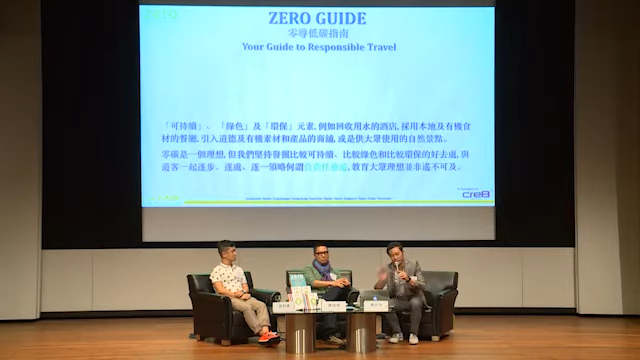 ZERO GUIDE
零導低碳指南
Your Guide to Responsible Travel
「可持續」、「綠色」及「環保」元素, 例如回收用水的酒店, 採用本地及有機食
材的餐廳, 引入道德及有機素材和產品的商鋪, 或是供大眾使用的自然景點。
零碳是一個理想, 但我們堅持發掘比較可持續、比較綠色和比較環保的好去處, 與
遊客一起逐步、逐處、逐一領略何謂負責任旅遊, 教育大眾理想並非遙不可及。
cre8